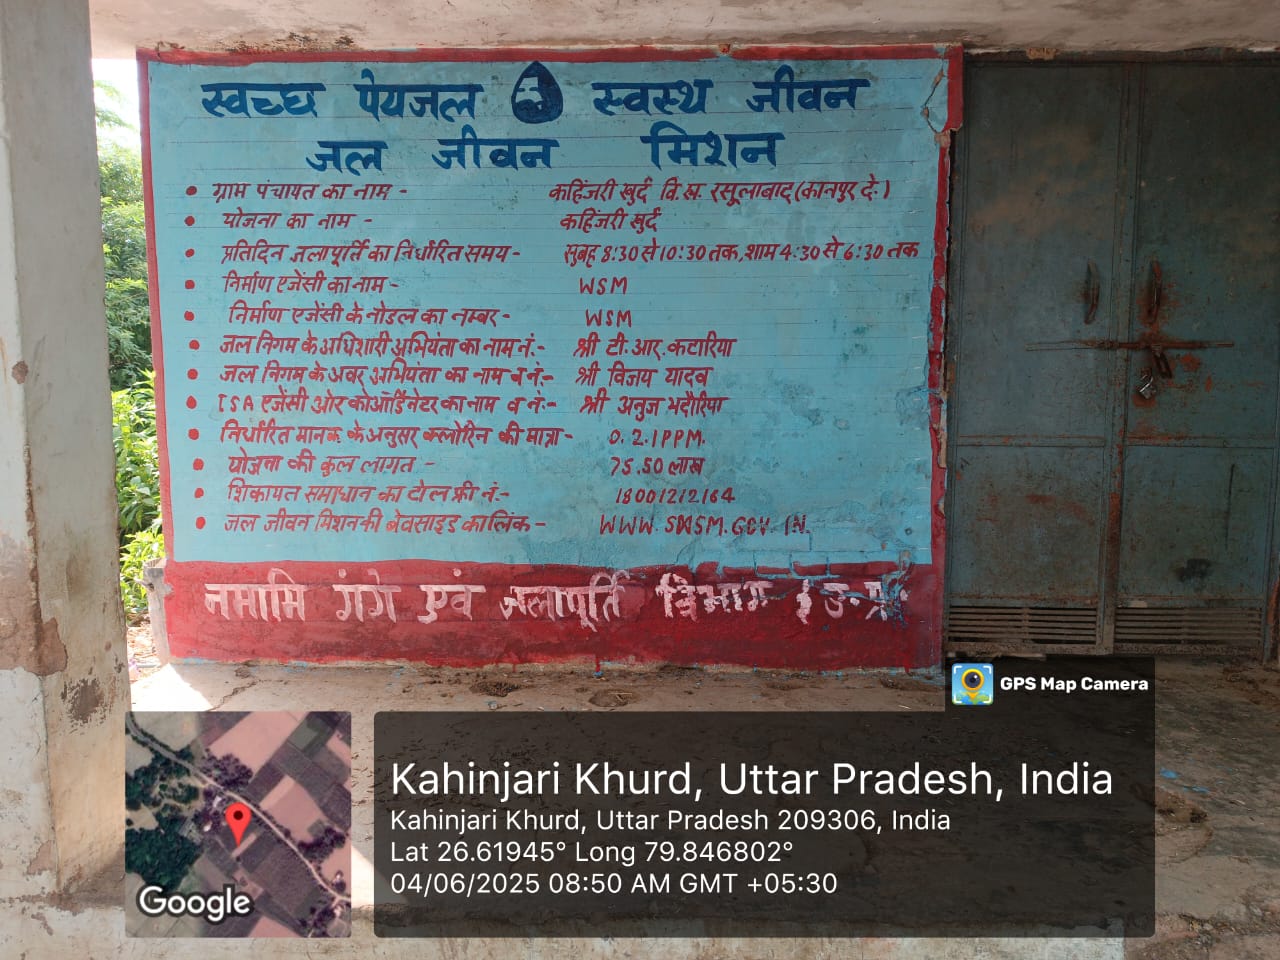 स्वच्छ पेयजल स्वस्थ जीवन
जल जीवन मिशन
• ग्राम पंचायत का नाम - कहिंजरी खुर्द वि.ख. रसूलाबाद (कानपुर दे.)
• योजना का नाम - कहिंजरी खुर्द
• प्रतिदिन जलापूर्ति का निर्धारित समय - सुबह 8:30 से 10:30 तक, शाम 4:30 से 6:30 तक
• निर्माण एजेंसी का नाम - WSM
• निर्माण एजेंसी के नोडल का नम्बर - WSM
• जल निगम के अधिशारी अभियंता का नाम नं.- श्री टी. आर. कटारिया
• जल निगम के अवर अभियंता का नाम व नं:- श्री विजय यादव
• ISA एजेंसी और कोऑर्डिनेटर का नाम व नं:- श्री अनुज भदौरिया
• निर्धारित मानक के अनुसर क्लोरिन की मात्रा - 0.2.1PPM.
• योजना की कुल लागत - 75.50 लाख
• शिकायत समाधान का टोल फ्री नं.- 18001212164
• जल जीवन मिशन की बेवसाइड का लिंक - WWW. GOV. IN.
नमामि गंगे एवं जलापूर्ति विभाग उ-प्र-
GPS Map Camera
Kahinjari Khurd, Uttar Pradesh, India
Kahinjari Khurd, Uttar Pradesh 209306, India
Lat 26.61945° Long 79.846802°
04/06/2025 08:50 AM GMT +05:30
Google